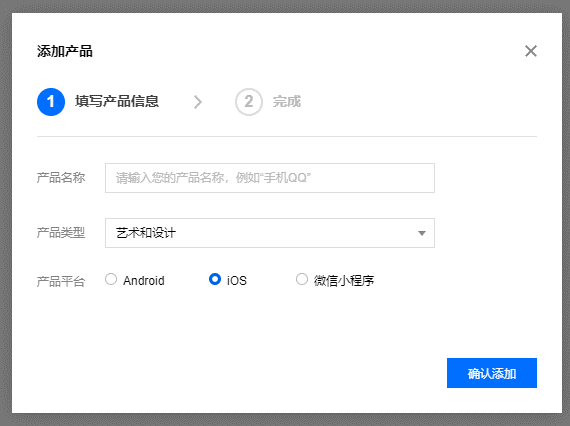 添加产品
1 填写产品信息 2 完成
产品名称 请输入您的产品名称，例如“手机QQ”
产品类型 艺术和设计
产品平台 Android iOS 微信小程序
确认添加